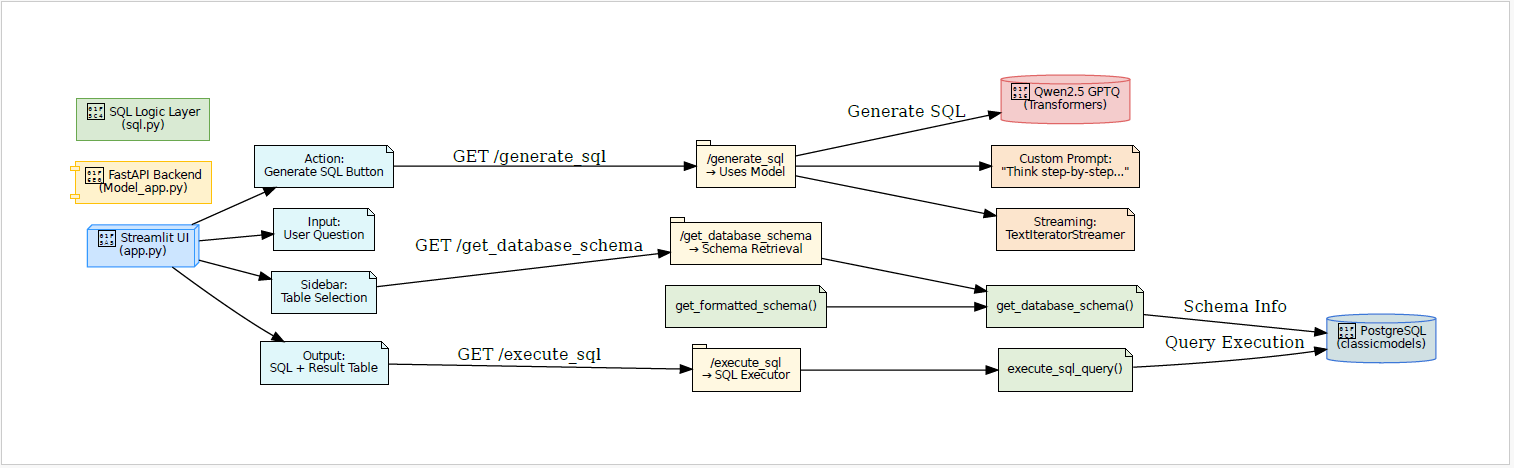 SQL Logic Layer
(sql.py)
FastAPI Backend
(Model_app.py)
Streamlit UI
(app.py)
Action:
Generate SQL Button
Input:
User Question
Sidebar:
Table Selection
Output:
SQL + Result Table
GET /generate_sql
GET /get_database_schema
GET /execute_sql
/generate_sql
→ Uses Model
/get_database_schema
→ Schema Retrieval
get_formatted_schema()
/execute_sql
→ SQL Executor
Generate SQL
Qwen2.5 GPTQ
(Transformers)
Custom Prompt:
"Think step-by-step..."
Streaming:
TextIteratorStreamer
get_database_schema()
execute_sql_query()
Schema Info
Query Execution
PostgreSQL
(classicmodels)